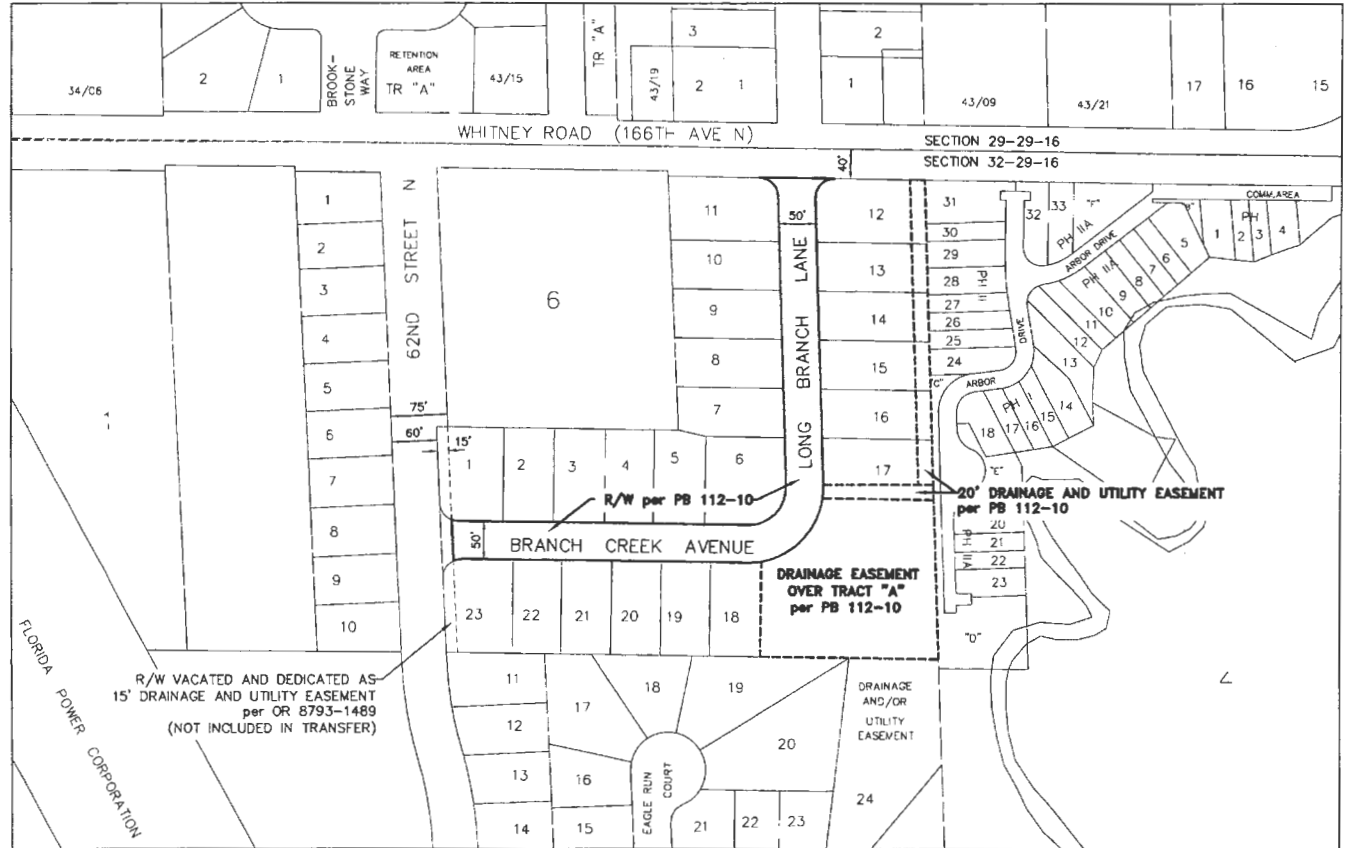 34/C6
2
1
BROOK-
STONE
WAY
RETENTION
AREA
TR "A"
43/15
TR "A"
3
43/19
2
1
2
1
43/09
43/21
17
16
15
WHITNEY ROAD (166TH AVE N)
SECTION 29-29-16
SECTION 32-29-16
40'
1
1
2
3
4
5
6
7
8
9
10
62ND STREET N
75'
60'
15'
6
11
10
9
8
7
50'
LONG BRANCH LANE
12
13
14
15
16
17
31
30
29
28
27
26
25
24
PH II
"C"
32
33
"F"
PH IIA
ARBOR DRIVE
PH IIA
COMM.AREA
"B"
PH
1
2
3
4
5
6
7
8
9
10
11
12
13
DRIVE
ARBOR
PH I
14
15
16
17
18
"E"
1
2
3
4
5
6
R/W per PB 112-10
20' DRAINAGE AND UTILITY EASEMENT
per PB 112-10
50'
BRANCH CREEK AVENUE
20
21
22
23
PH IIA
"D"
DRAINAGE EASEMENT
OVER TRACT "A"
per PB 112-10
23
22
21
20
19
18
FLORIDA POWER CORPORATION
R/W VACATED AND DEDICATED AS
15' DRAINAGE AND UTILITY EASEMENT
per OR 8793-1489
(NOT INCLUDED IN TRANSFER)
11
12
13
14
17
18
19
20
16
15
EAGLE RUN
COURT
21
22
23
24
DRAINAGE
AND/OR
UTILITY
EASEMENT